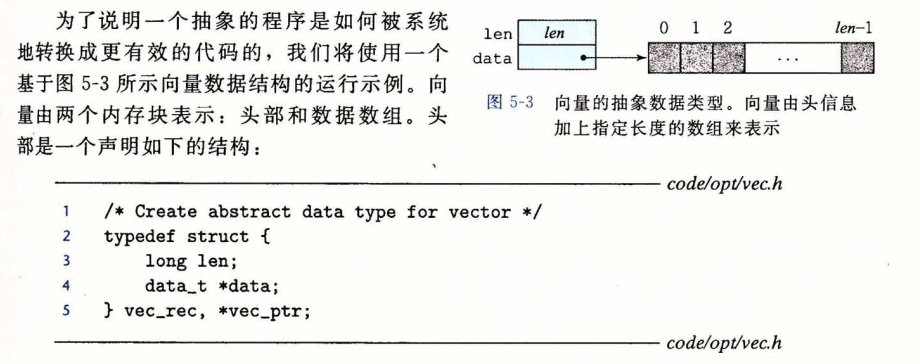 为了说明一个抽象的程序是如何被系统
地转换成更有效的代码的，我们将使用一个
基于图 5-3 所示向量数据结构的运行示例。向
量由两个内存块表示：头部和数据数组。头
部是一个声明如下的结构：
len len 0 1 2 len-1
data ...
图 5-3 向量的抽象数据类型。向量由头信息
加上指定长度的数组来表示
code/opt/vec.h
1 /* Create abstract data type for vector */
2 typedef struct {
3 long len;
4 data_t *data;
5 } vec_rec, *vec_ptr;
code/opt/vec.h